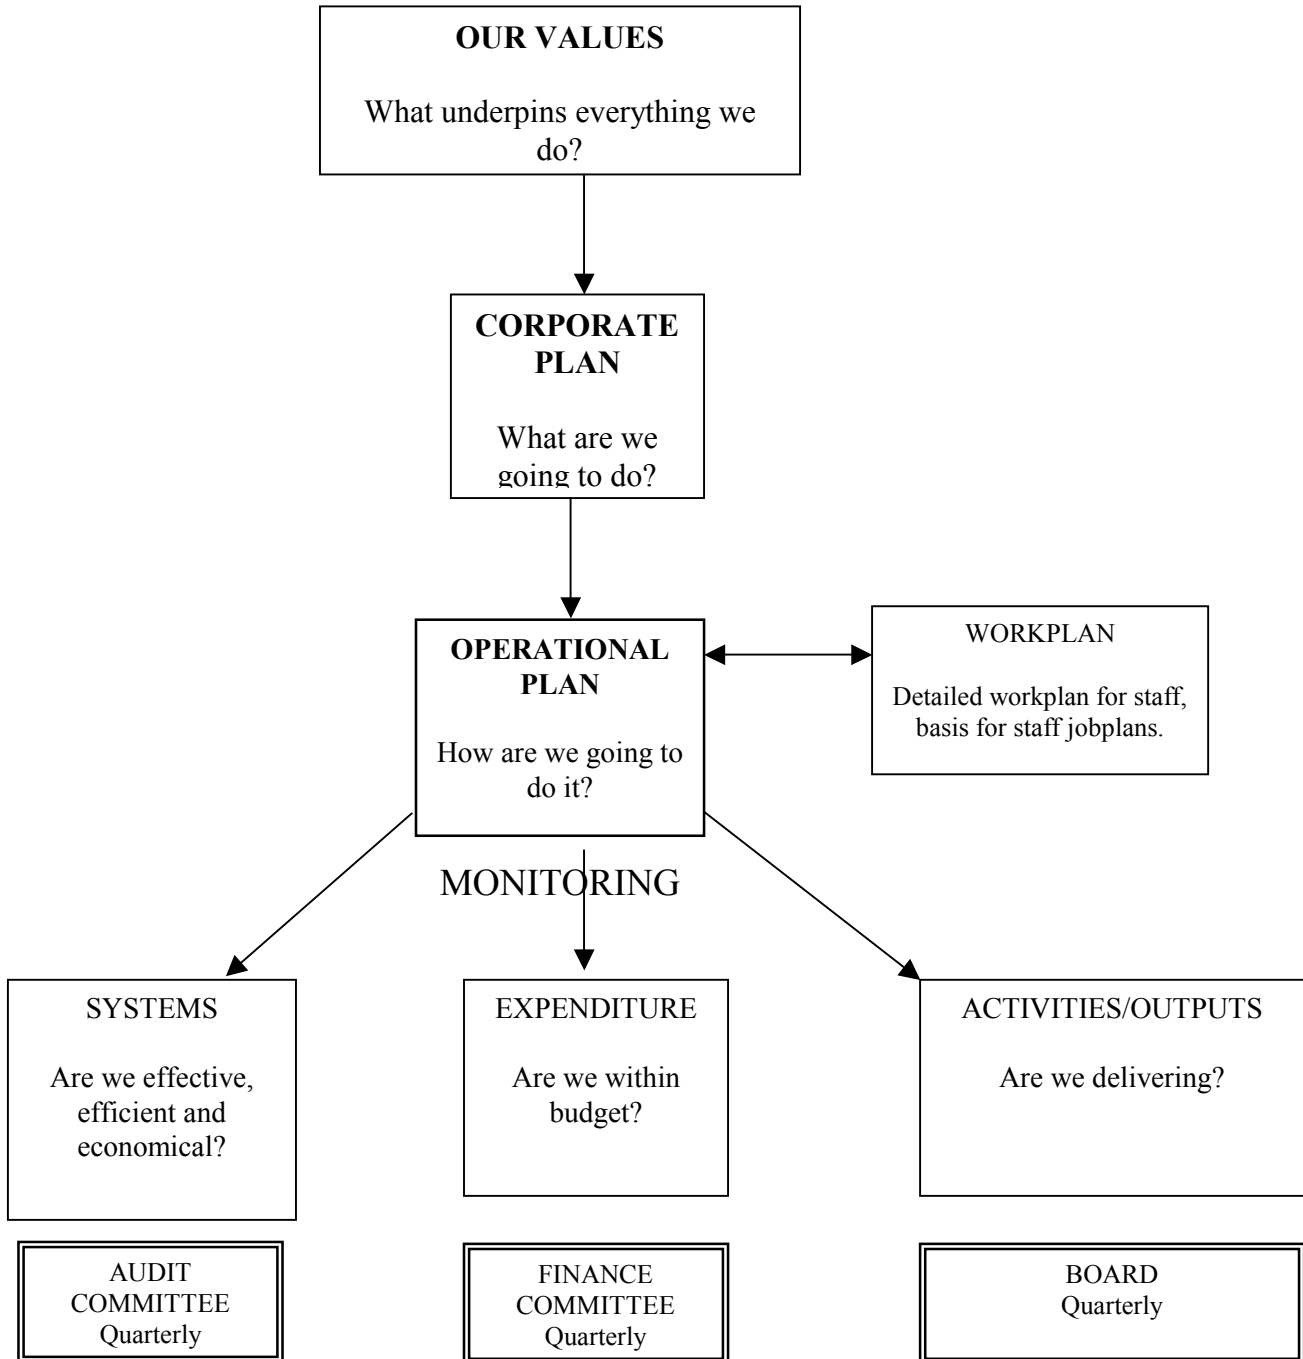 OUR VALUES
What underpins everything we
do?
CORPORATE
PLAN
What are we
going to do?
OPERATIONAL
PLAN
How are we going to
do it?
WORKPLAN
Detailed workplan for staff,
basis for staff jobplans.
MONITORING
SYSTEMS
Are we effective,
efficient and
economical?
EXPENDITURE
Are we within
budget?
ACTIVITIES/OUTPUTS
Are we delivering?
AUDIT
COMMITTEE
Quarterly
FINANCE
COMMITTEE
Quarterly
BOARD
Quarterly